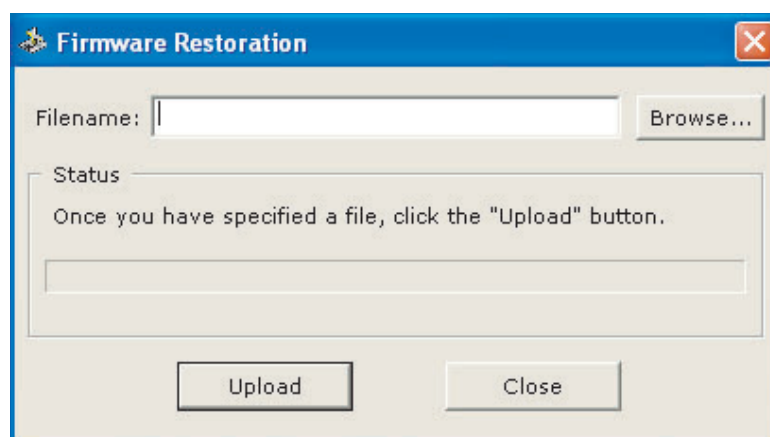 Firmware Restoration
Filename:
Browse...
Status
Once you have specified a file, click the "Upload" button.
Upload
Close